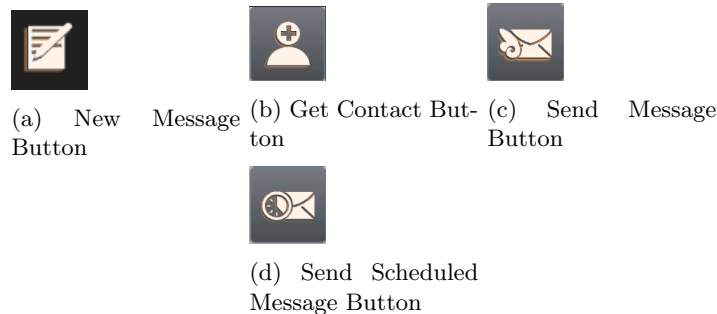 (a) New Message
Button
(b) Get Contact But-
ton
(c) Send Message
Button
(d) Send Scheduled
Message Button